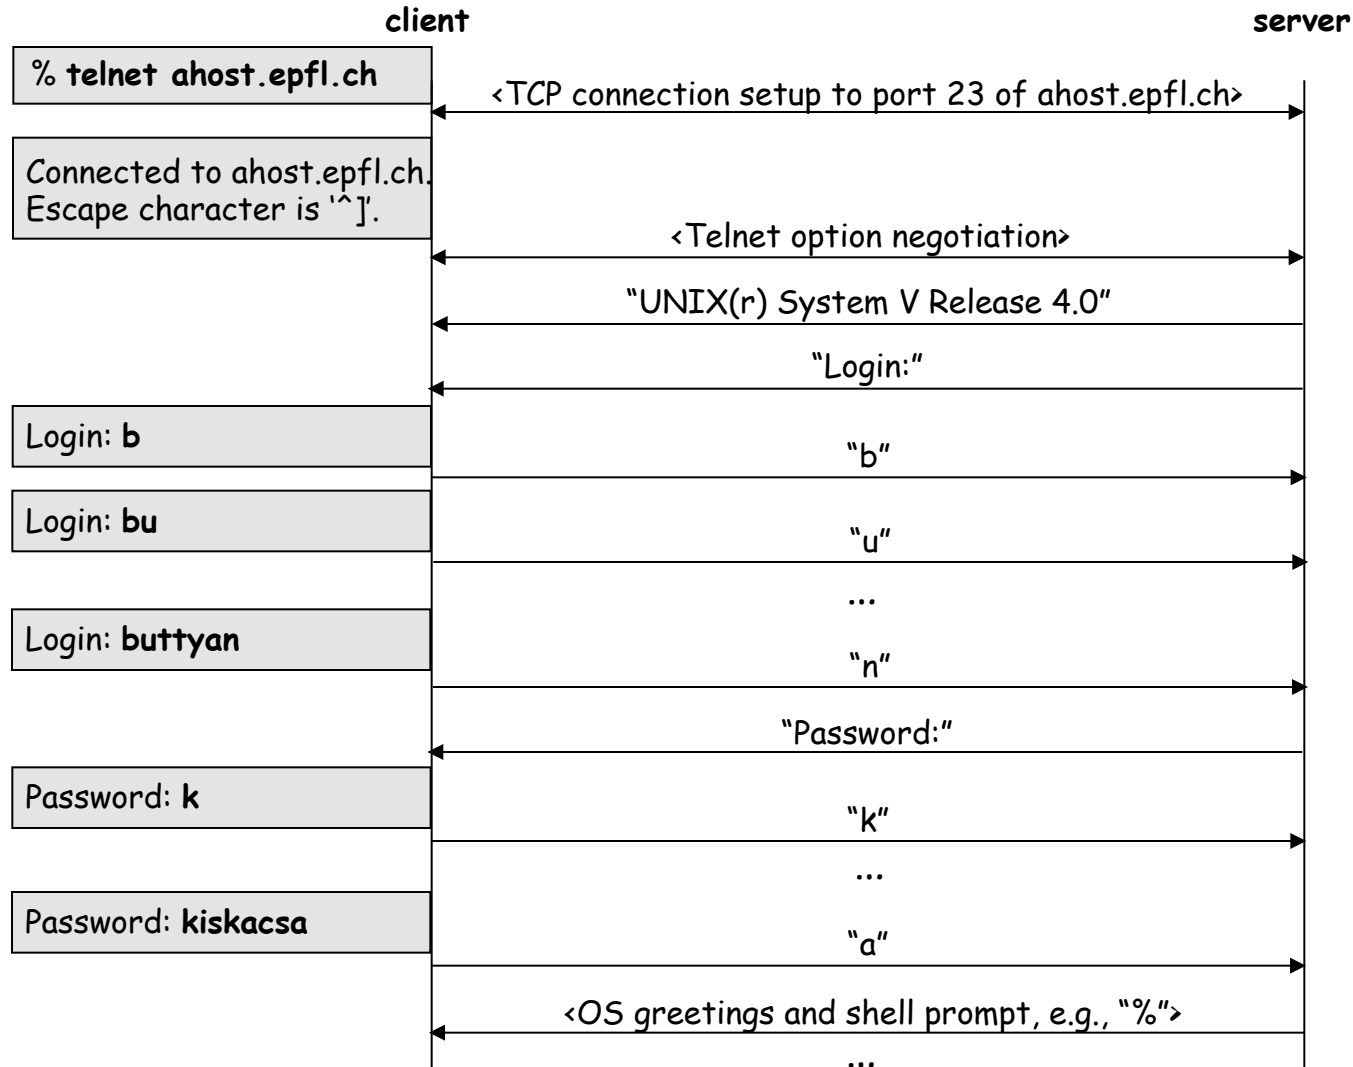 client
server
% telnet ahost.epfl.ch
<TCP connection setup to port 23 of ahost.epfl.ch>
Connected to ahost.epfl.ch.
Escape character is ‘^]’.
<Telnet option negotiation>
“UNIX(r) System V Release 4.0”
“Login:”
Login: b
“b”
Login: bu
“u”
...
Login: buttyan
“n”
“Password:”
Password: k
“k”
...
Password: kiskacsa
“a”
<OS greetings and shell prompt, e.g., “%”>
...